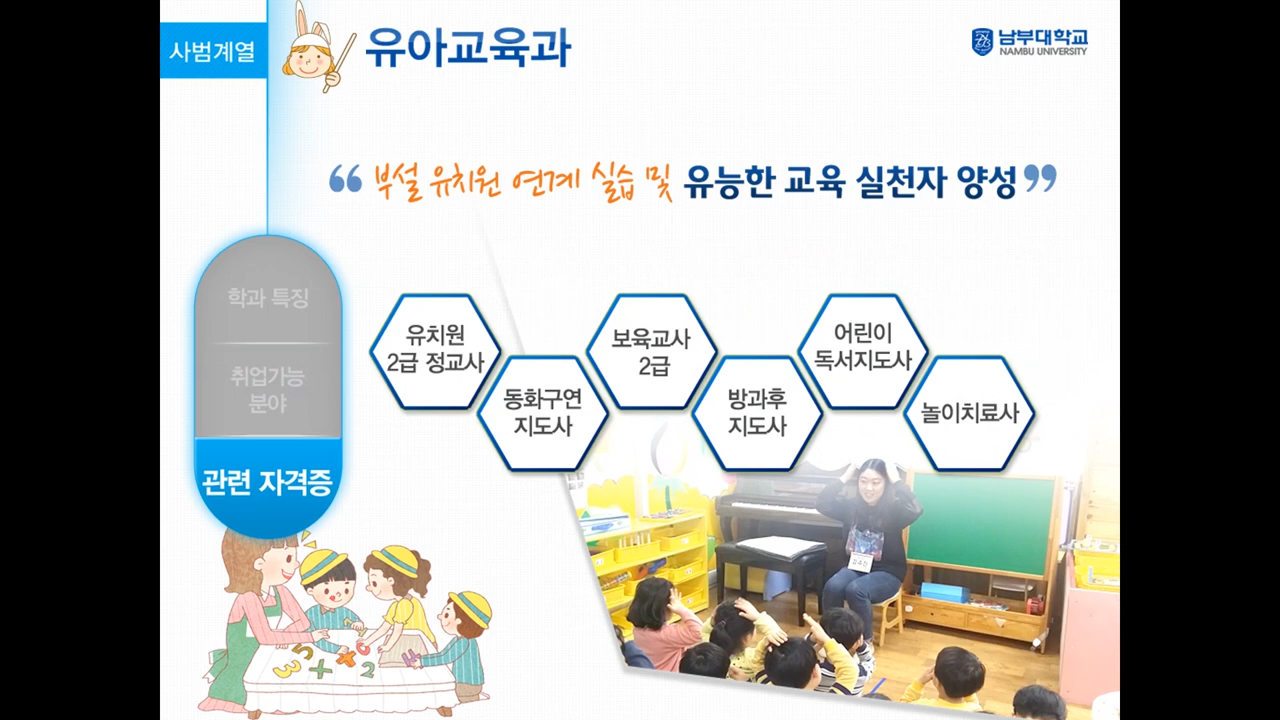 사범계열
유아교육과
남부대학교
NAMBU UNIVERSITY
“ 부설 유치원 연계 실습 및 유능한 교육 실천자 양성 ”
학과 특징
취업가능
분야
관련 자격증
유치원
2급 정교사
동화구연
지도사
보육교사
2급
방과후
지도사
어린이
독서지도사
놀이치료사